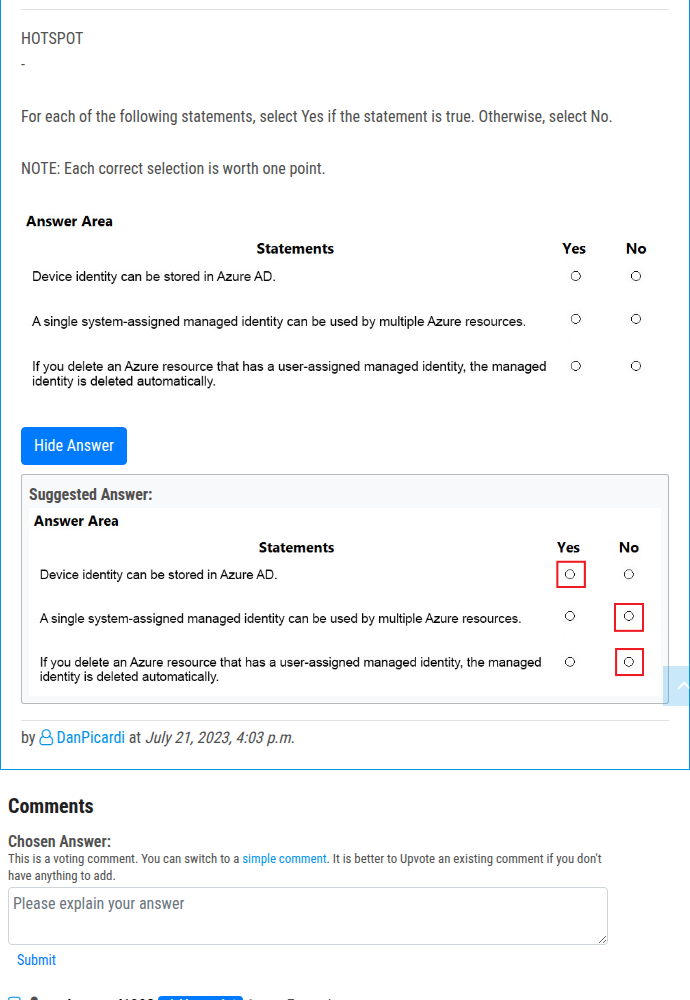 HOTSPOT
-
For each of the following statements, select Yes if the statement is true. Otherwise, select No.
NOTE: Each correct selection is worth one point.
Answer Area
Statements Yes No
Device identity can be stored in Azure AD.
A single system-assigned managed identity can be used by multiple Azure resources.
If you delete an Azure resource that has a user-assigned managed identity, the managed
identity is deleted automatically.
Hide Answer
Suggested Answer:
Answer Area
Statements Yes No
Device identity can be stored in Azure AD.
A single system-assigned managed identity can be used by multiple Azure resources.
If you delete an Azure resource that has a user-assigned managed identity, the managed
identity is deleted automatically.
by DanPicardi at July 21, 2023, 4:03 p.m.
Comments
Chosen Answer:
This is a voting comment. You can switch to a simple comment. It is better to Upvote an existing comment if you don't
have anything to add.
Please explain your answer
Submit